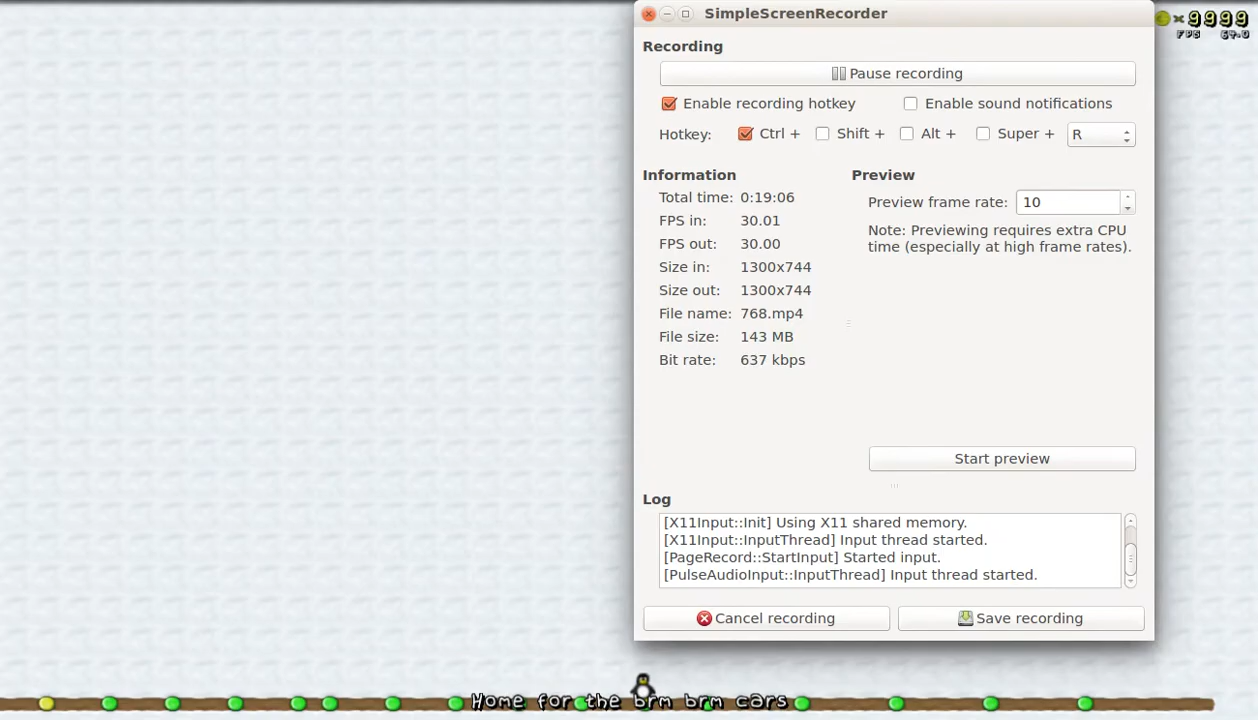 SimpleScreenRecorder
×9999
FPS 64.0
Recording
Pause recording
Enable recording hotkey
Enable sound notifications
Hotkey: Ctrl + Shift + Alt + Super + R
Information
Total time: 0:19:06
FPS in: 30.01
FPS out: 30.00
Size in: 1300x744
Size out: 1300x744
File name: 768.mp4
File size: 143 MB
Bit rate: 637 kbps
Preview
Preview frame rate: 10
Note: Previewing requires extra CPU
time (especially at high frame rates).
Start preview
Log
[X11Input::Init] Using X11 shared memory.
[X11Input::InputThread] Input thread started.
[PageRecord::StartInput] Started input.
[PulseAudioInput::InputThread] Input thread started.
Cancel recording
Save recording
Home for the brm brm cars